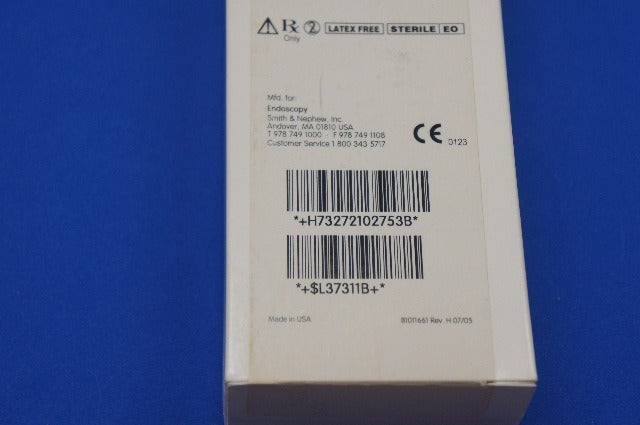 Rx Only 2 LATEX FREE STERILE EO
Mfd. for:
Endoscopy
Smith & Nephew, Inc.
Andover, MA 01810 USA
T 978 749 1000 · F 978 749 1108
Customer Service 1 800 343 5717
CE 0123
*+H73272102753B*
*+$L37311B+*
Made in USA
81011661 Rev. H 07/05